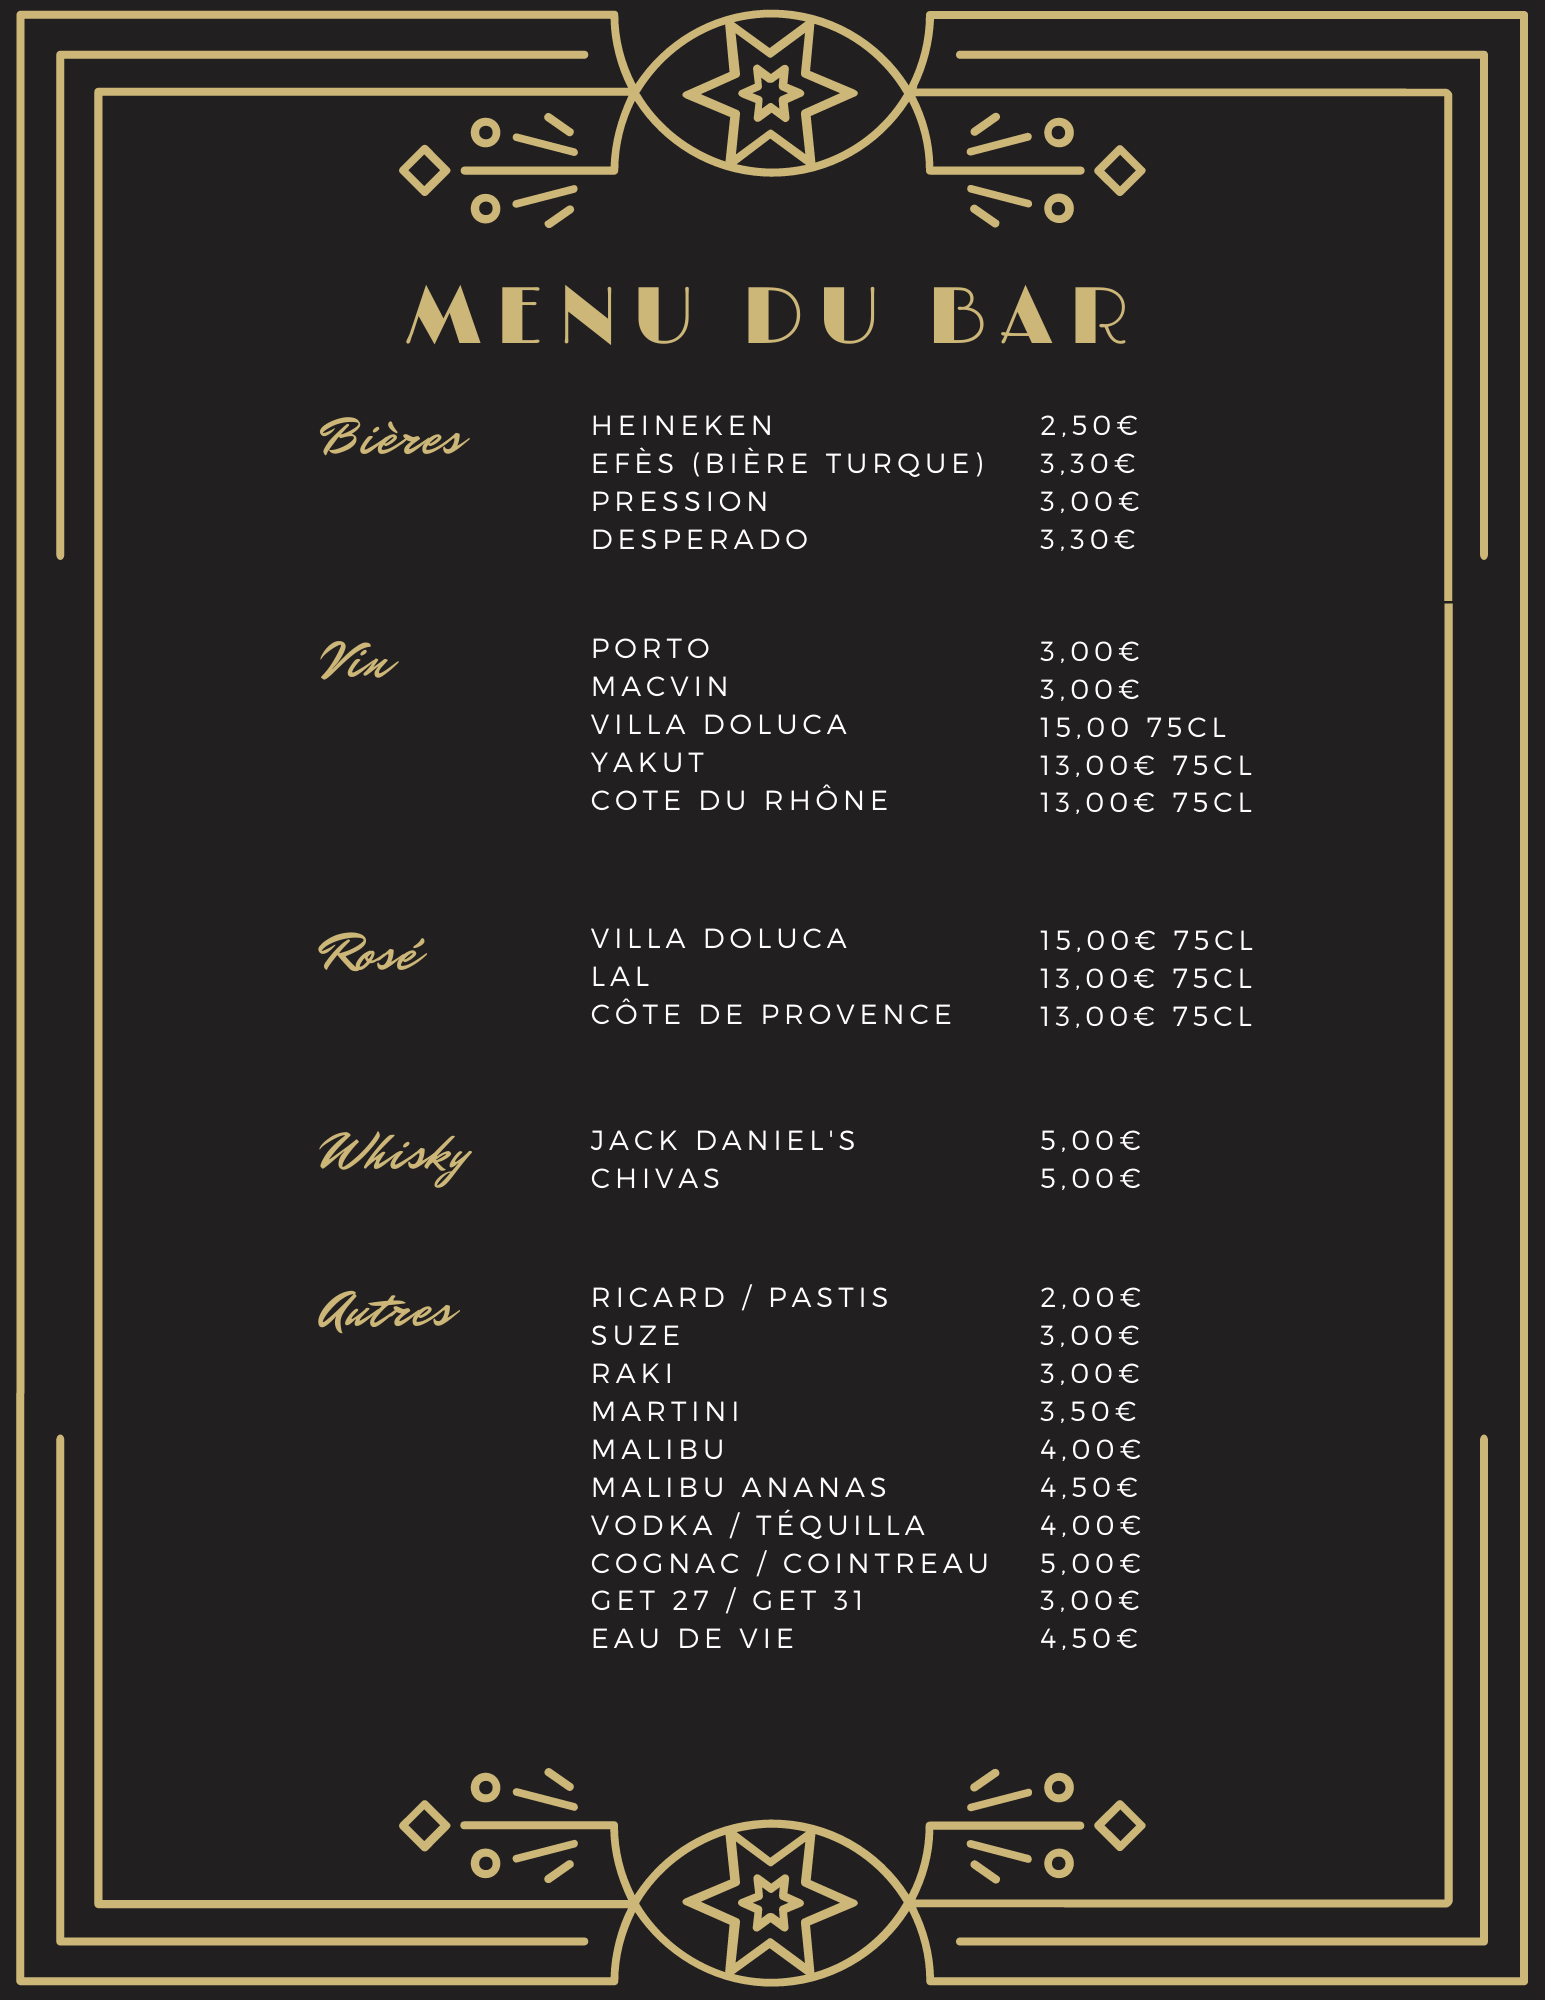 MENU DU BAR
Bières
HEINEKEN 2,50€
EFÈS (BIÈRE TURQUE) 3,30€
PRESSION 3,00€
DESPERADO 3,30€
Vin
PORTO 3,00€
MACVIN 3,00€
VILLA DOLUCA 15,00 75CL
YAKUT 13,00€ 75CL
COTE DU RHÔNE 13,00€ 75CL
Rosé
VILLA DOLUCA 15,00€ 75CL
LAL 13,00€ 75CL
CÔTE DE PROVENCE 13,00€ 75CL
Whisky
JACK DANIEL'S 5,00€
CHIVAS 5,00€
Autres
RICARD / PASTIS 2,00€
SUZE 3,00€
RAKI 3,00€
MARTINI 3,50€
MALIBU 4,00€
MALIBU ANANAS 4,50€
VODKA / TÉQUILLA 4,00€
COGNAC / COINTREAU 5,00€
GET 27 / GET 31 3,00€
EAU DE VIE 4,50€